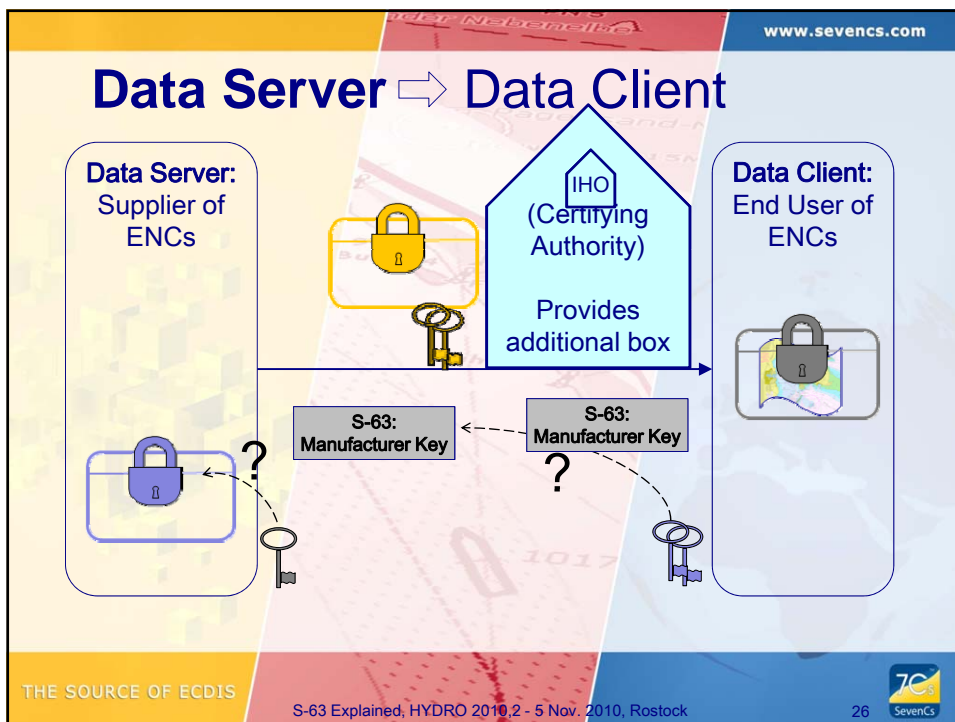 www.sevencs.com
Data Server ⇨ Data Client
Data Server:
Supplier of
ENCs
IHO
(Certifying
Authority)
Provides
additional box
Data Client:
End User of
ENCs
S-63:
Manufacturer Key
S-63:
Manufacturer Key
?
?
1017
THE SOURCE OF ECDIS
S-63 Explained, HYDRO 2010,2 - 5 Nov. 2010, Rostock
26
7Cs
SevenCs